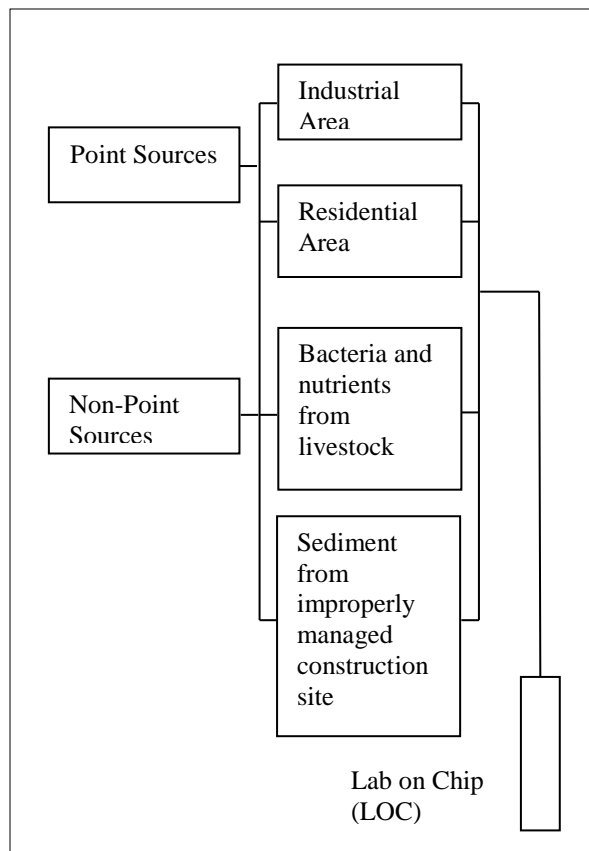 Industrial
Area
Point Sources
Residential
Area
Bacteria and
nutrients
from
livestock
Non-Point
Sources
Sediment
from
improperly
managed
construction
site
Lab on Chip
(LOC)